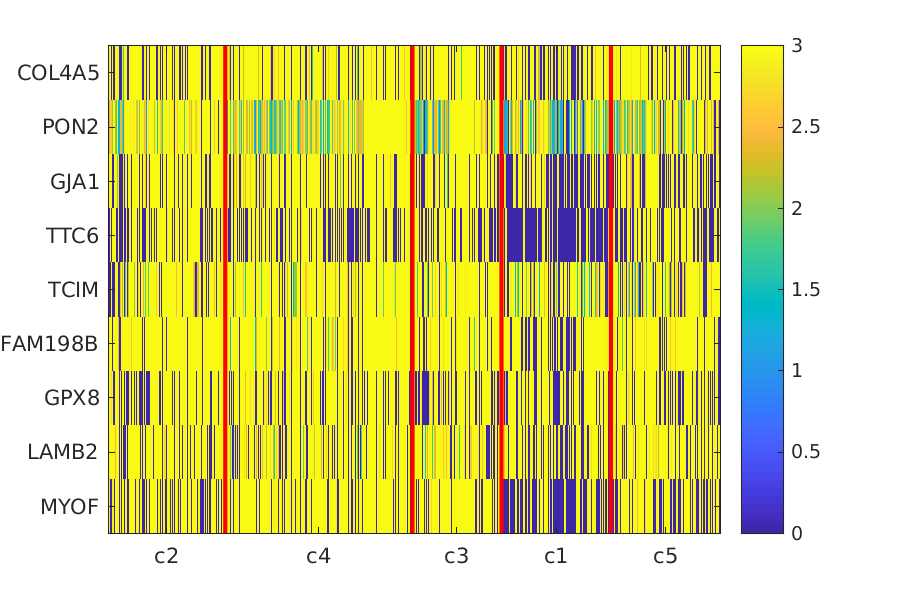 COL4A5
PON2
GJA1
TTC6
TCIM
FAM198B
GPX8
LAMB2
MYOF
c2 c4 c3 c1 c5
3
2.5
2
1.5
1
0.5
0